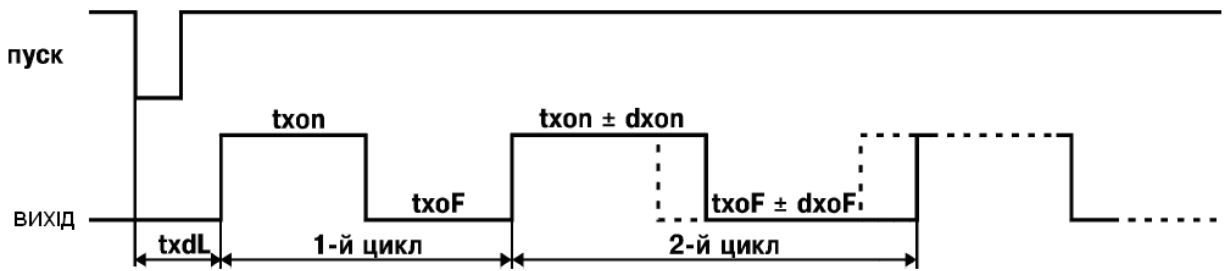 пуск
txon
txon ± dxon
txoF
txoF ± dxoF
ВИХІД
txdL
1-й цикл
2-й цикл